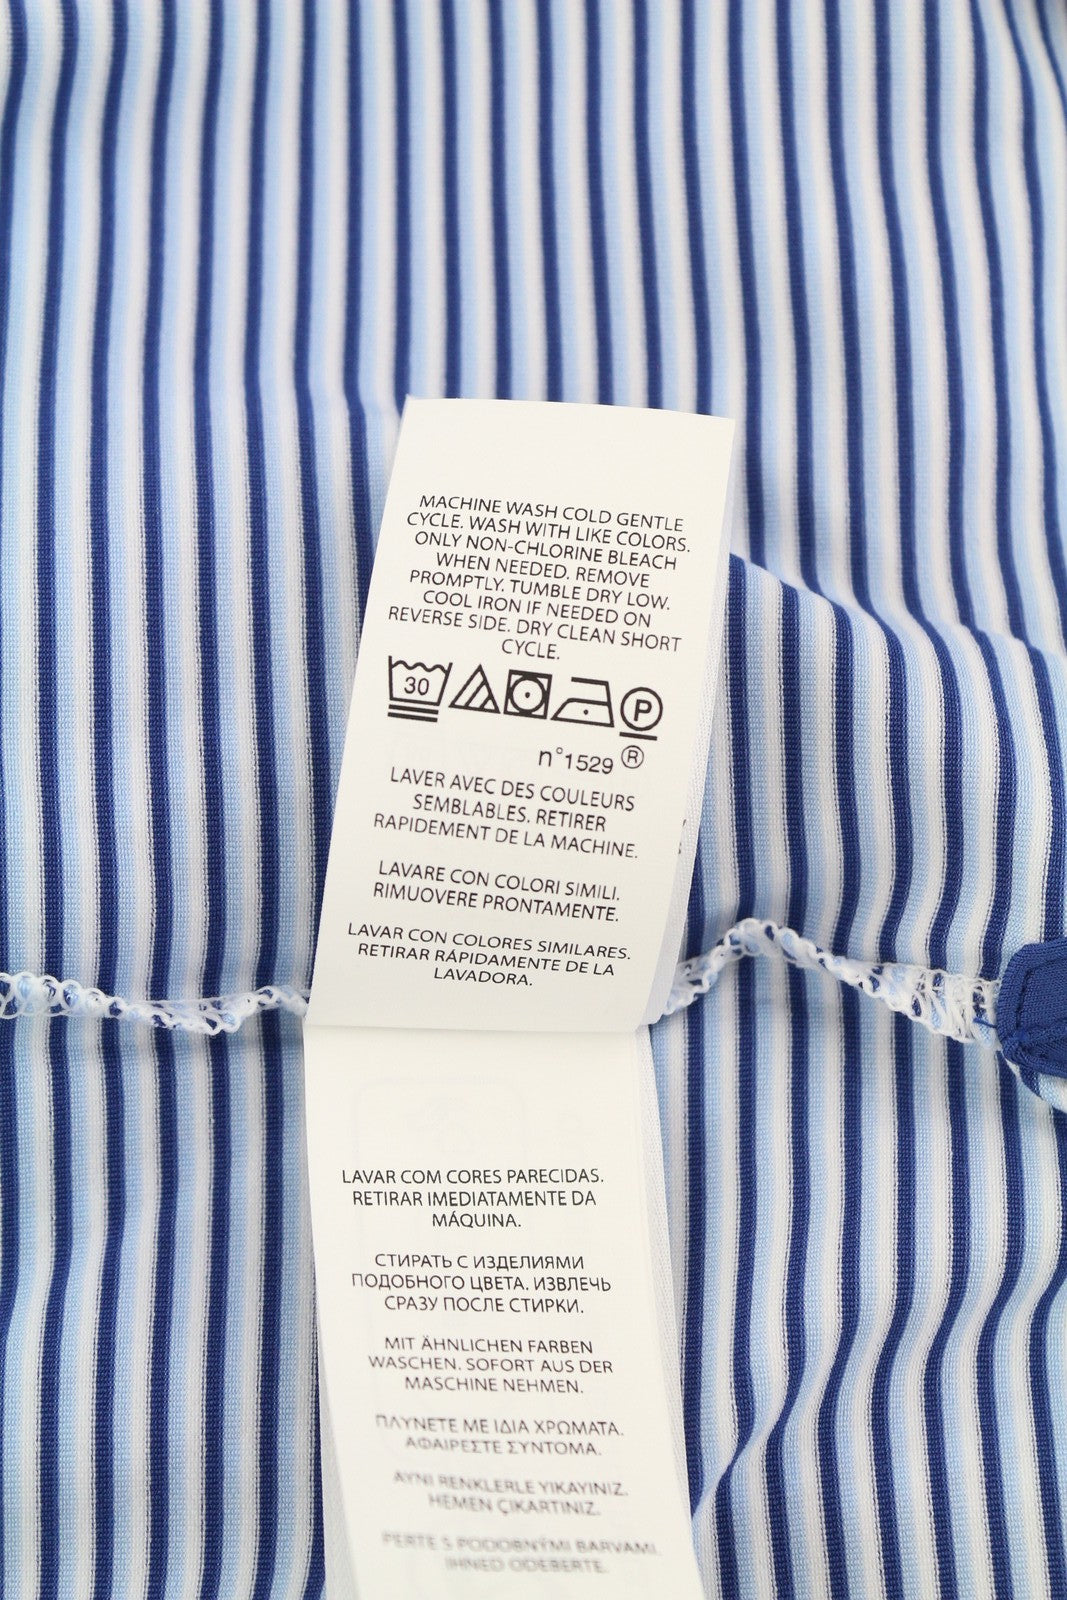 MACHINE WASH COLD GENTLE
CYCLE. WASH WITH LIKE COLORS.
ONLY NON-CHLORINE BLEACH
WHEN NEEDED. REMOVE
PROMPTLY. TUMBLE DRY LOW.
COOL IRON IF NEEDED ON
REVERSE SIDE. DRY CLEAN SHORT
CYCLE.
30 P
n°1529 ®
LAVER AVEC DES COULEURS
SEMBLABLES. RETIRER
RAPIDEMENT DE LA MACHINE.
LAVARE CON COLORI SIMILI.
RIMUOVERE PRONTAMENTE.
LAVAR CON COLORES SIMILARES.
RETIRAR RÁPIDAMENTE DE LA
LAVADORA.
LAVAR COM CORES PARECIDAS.
RETIRAR IMEDIATAMENTE DA
MÁQUINA.
СТИРАТЬ С ИЗДЕЛИЯМИ
ПОДОБНОГО ЦВЕТА. ИЗВЛЕЧЬ
СРАЗУ ПОСЛЕ СТИРКИ.
MIT ÄHNLICHEN FARBEN
WASCHEN. SOFORT AUS DER
MASCHINE NEHMEN.
ΠΛΥΝΕΤΕ ΜΕ ΙΔΙΑ ΧΡΩΜΑΤΑ.
ΑΦΑΙΡΕΣΤΕ ΣΥΝΤΟΜΑ.
AYNI RENKLERLE YIKAYINIZ.
HEMEN ÇIKARTINIZ.
PERTE S PODOBNÝMI BARVAMI.
IHNED ODEBERTE.